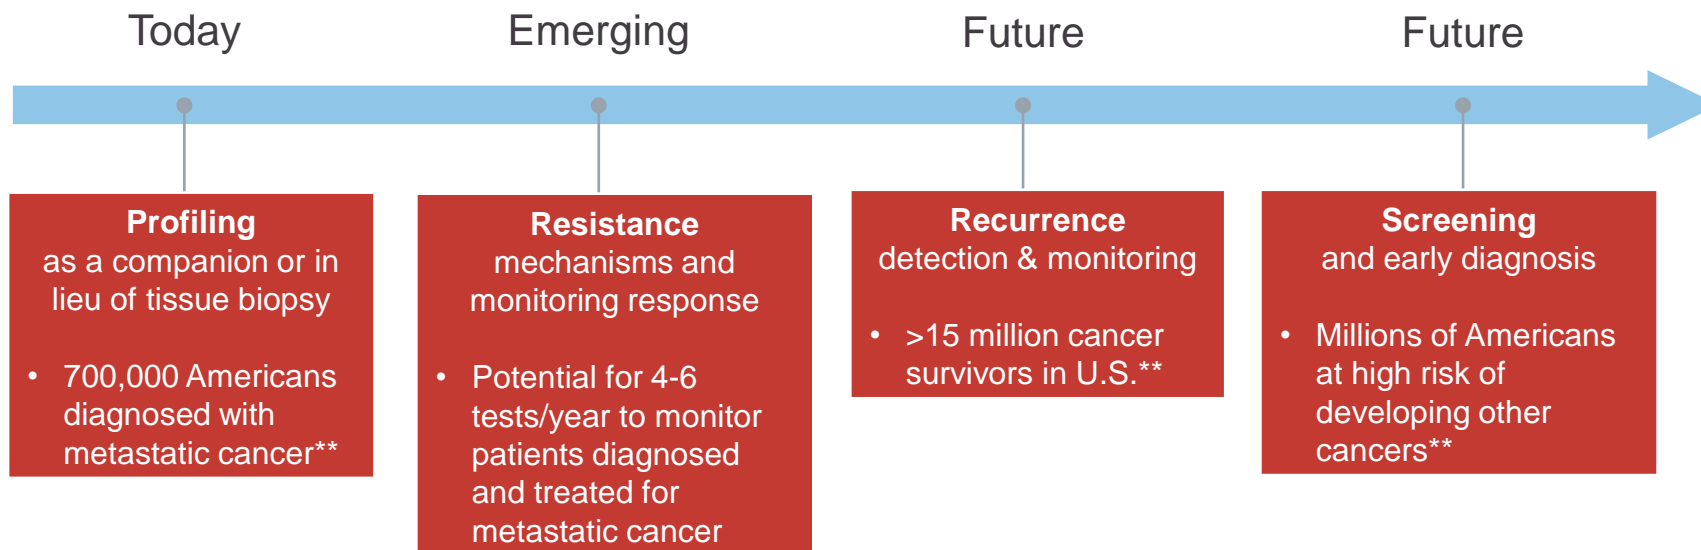 Today
Emerging
Future
Future
Profiling
as a companion or in
lieu of tissue biopsy
• 700,000 Americans
diagnosed with
metastatic cancer**
Resistance
mechanisms and
monitoring response
• Potential for 4-6
tests/year to monitor
patients diagnosed
and treated for
metastatic cancer
Recurrence
detection & monitoring
• >15 million cancer
survivors in U.S.**
Screening
and early diagnosis
• Millions of Americans
at high risk of
developing other
cancers**